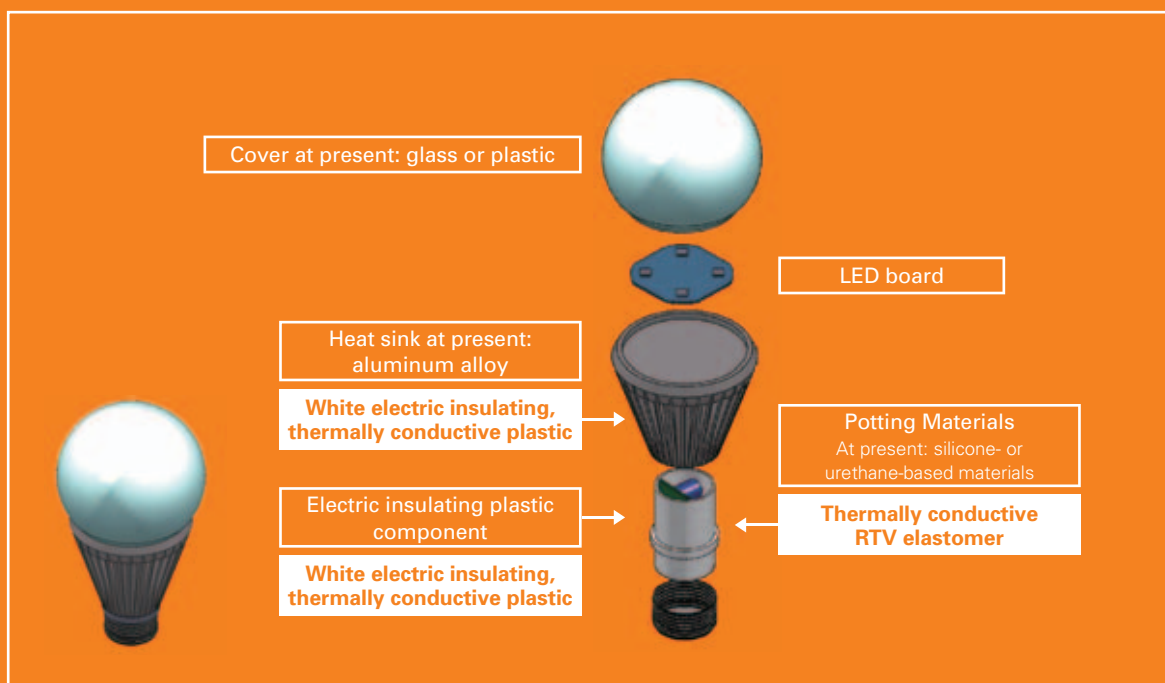 Cover at present: glass or plastic
LED board
Heat sink at present:
aluminum alloy
White electric insulating,
thermally conductive plastic
Potting Materials
At present: silicone- or
urethane-based materials
Thermally conductive
RTV elastomer
Electric insulating plastic
component
White electric insulating,
thermally conductive plastic